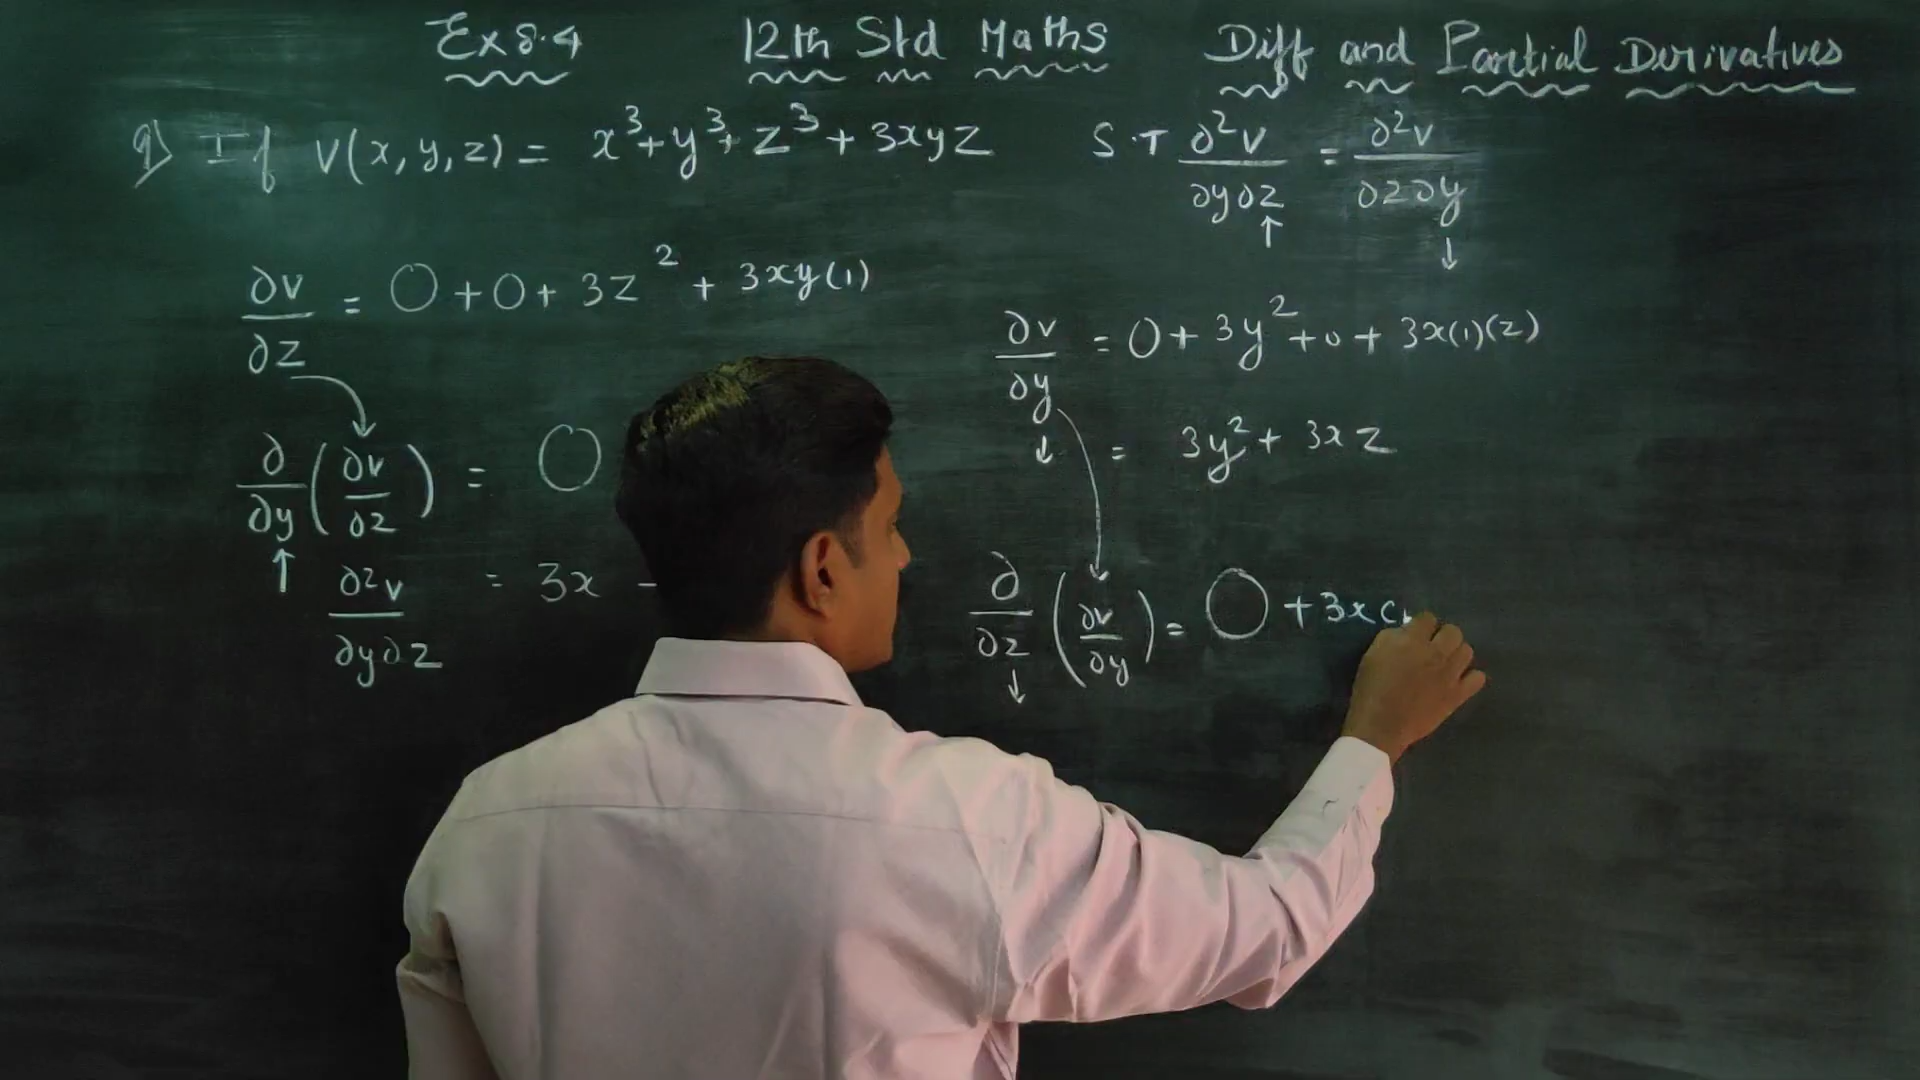 Ex 8.4 12th Std Maths Diff and Partial Derivatives
9) If V(x, y, z) = x³ + y³ + z³ + 3xyz S.T ∂²v/∂y∂z = ∂²v/∂z∂y
∂v/∂z = 0 + 0 + 3z² + 3xy(1)
∂/∂y (∂v/∂z) = 0
∂²v/∂y∂z = 3x -
∂v/∂y = 0 + 3y² + 0 + 3x(1)(z)
= 3y² + 3xz
∂/∂z (∂v/∂y) = 0 + 3x(